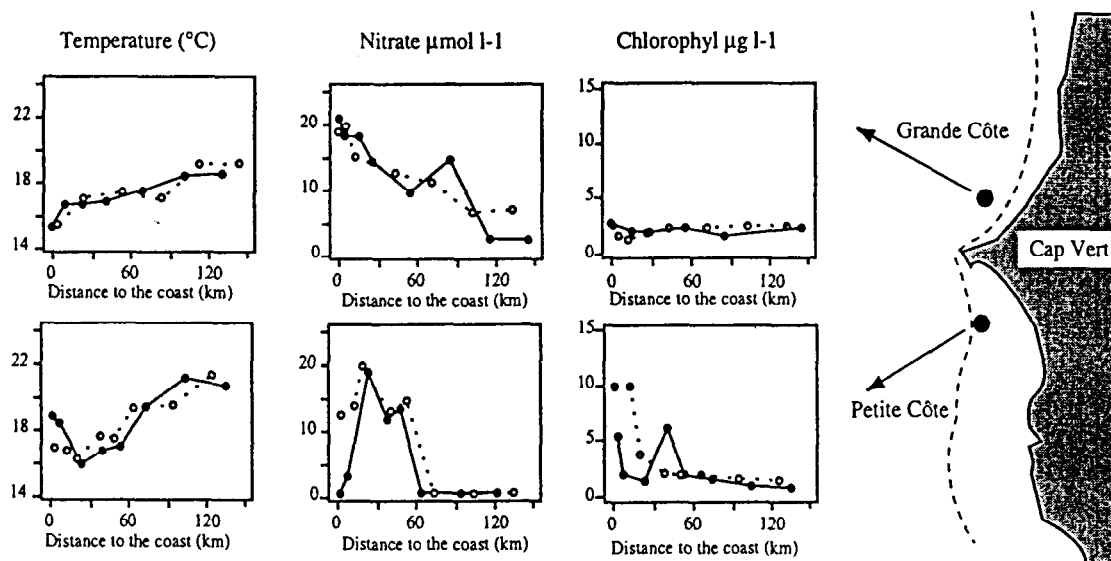 Temperature (°C)
Nitrate μmol l-1
Chlorophyl μg l-1
22
18
14
0 60 120
Distance to the coast (km)
20
10
0
0 60 120
Distance to the coast (km)
15
10
5
0
0 60 120
Distance to the coast (km)
22
18
14
0 60 120
Distance to the coast (km)
20
10
0
0 60 120
Distance to the coast (km)
15
10
5
0
0 60 120
Distance to the coast (km)
Grande Côte
Cap Vert
Petite Côte